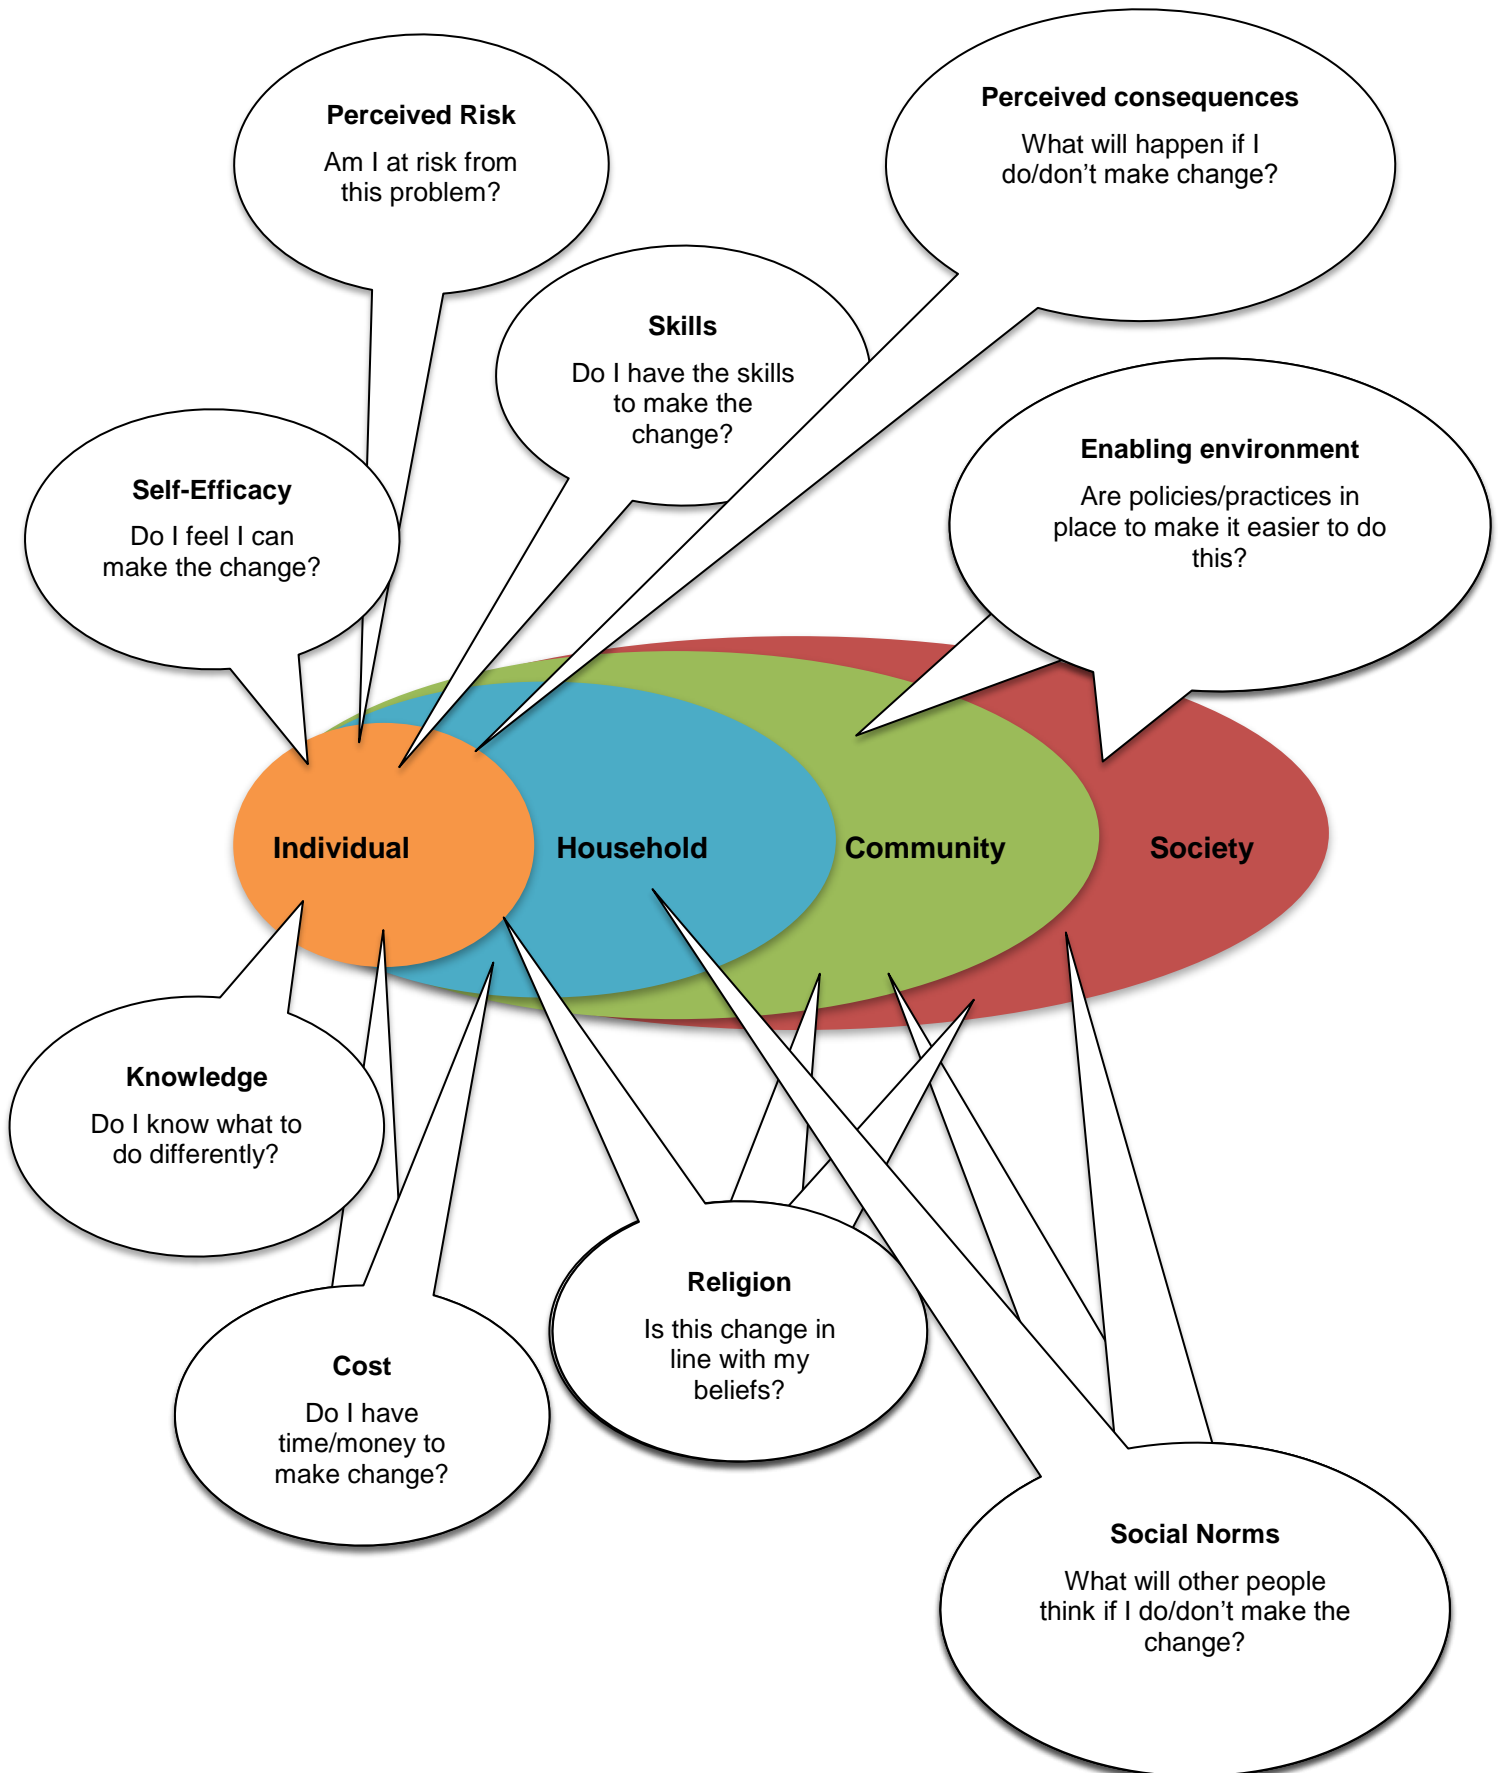 Perceived Risk
Am I at risk from
this problem?
Perceived consequences
What will happen if I
do/don’t make change?
Skills
Do I have the skills
to make the
change?
Self-Efficacy
Do I feel I can
make the change?
Enabling environment
Are policies/practices in
place to make it easier to do
this?
Individual
Household
Community
Society
Knowledge
Do I know what to
do differently?
Cost
Do I have
time/money to
make change?
Religion
Is this change in
line with my
beliefs?
Social Norms
What will other people
think if I do/don’t make the
change?